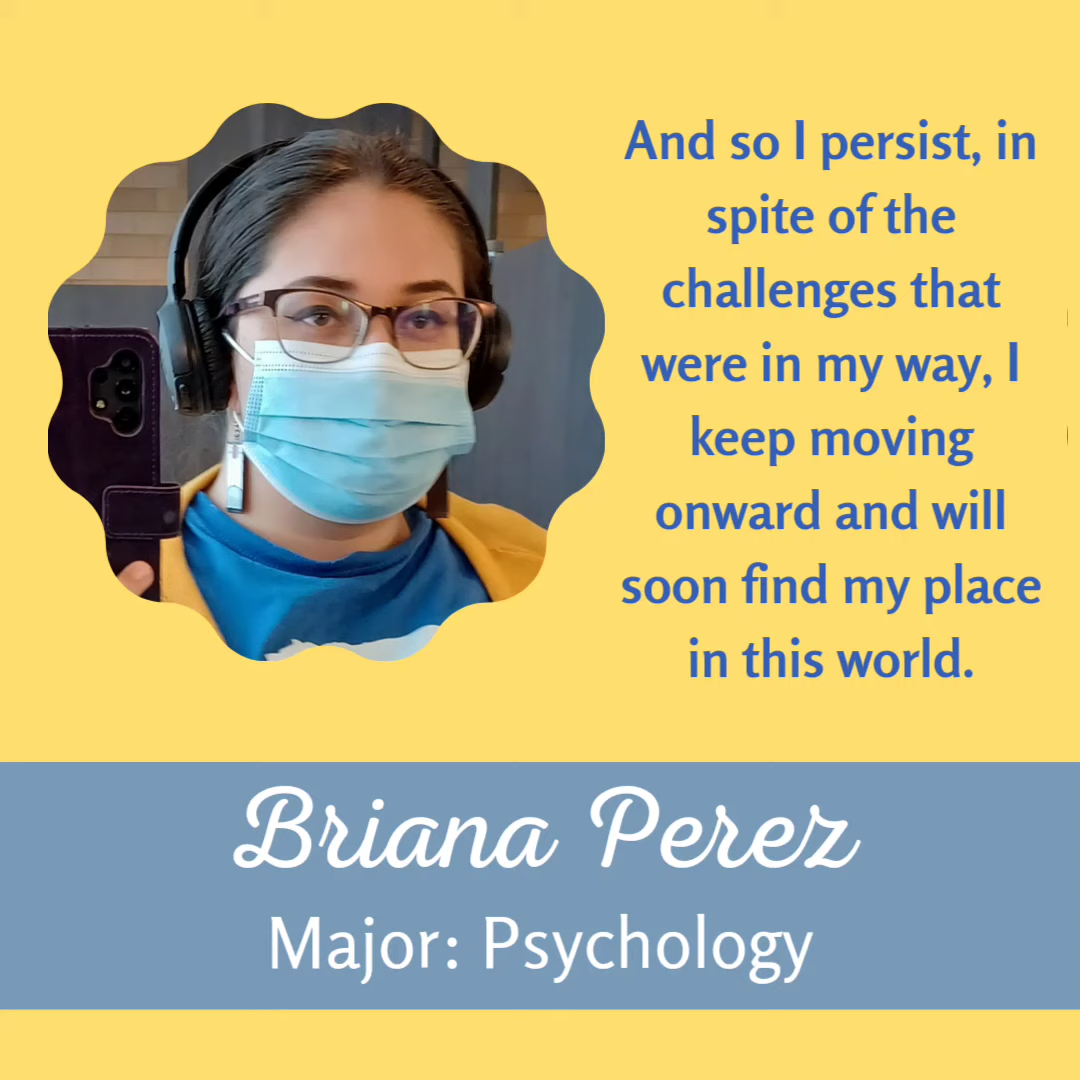 And so I persist, in
spite of the
challenges that
were in my way, I
keep moving
onward and will
soon find my place
in this world.
Briana Perez
Major: Psychology